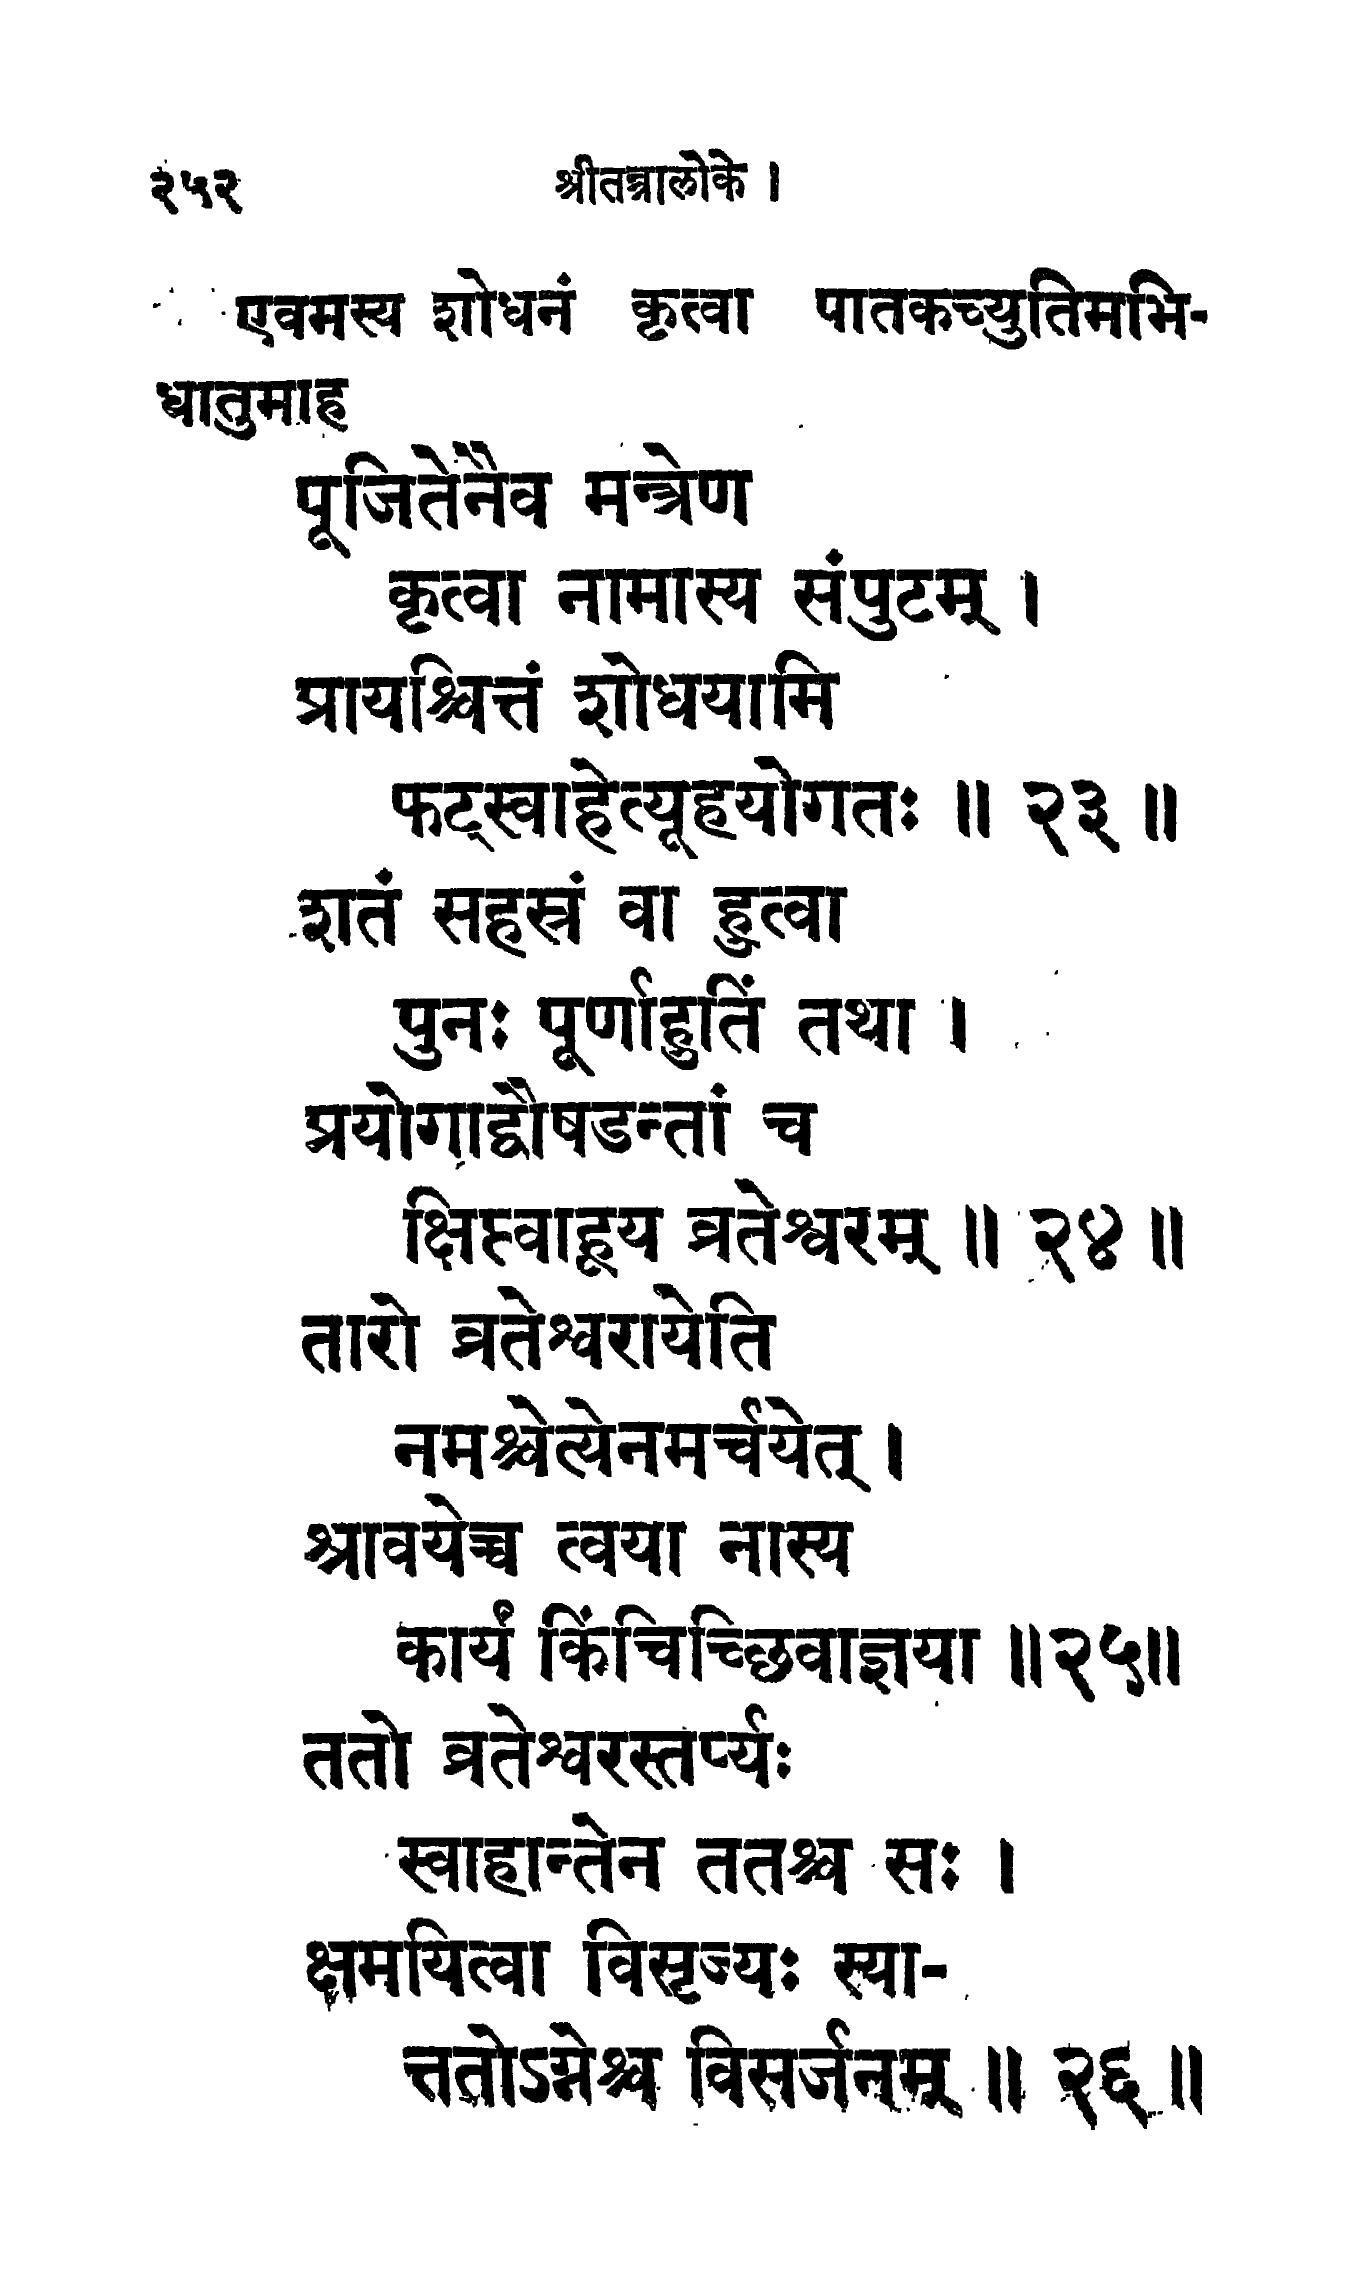 २५२ श्रीतन्त्रालोके ।
एवमस्य शोधनं कृत्वा पातकच्युतिमभि-
धातुमाह
पूजितेनैव मन्त्रेण
कृत्वा नामास्य संपुटम् ।
प्रायश्चित्तं शोधयामि
फट्स्वाहेत्यूहयोगतः ॥ २३ ॥
शतं सहस्रं वा हुत्वा
पुनः पूर्णाहुतिं तथा ।
प्रयोगाद्वौषडन्तां च
क्षिप्त्वाहूय व्रतेश्वरम् ॥ २४ ॥
तारो व्रतेश्वरायेति
नमश्चेत्येनमर्चयेत् ।
श्रावयेच्च त्वया नास्य
कार्यं किंचिच्छिवाज्ञया ॥२५॥
ततो व्रतेश्वरस्तर्प्यः
स्वाहान्तेन ततश्च सः ।
क्षमयित्वा विसृज्यः स्या-
त्ततोऽग्नेश्च विसर्जनम् ॥ २६ ॥